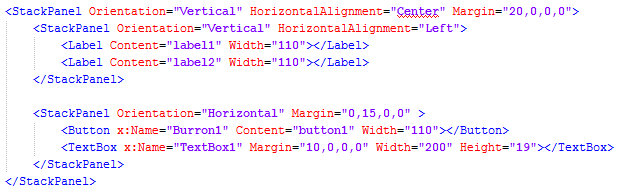 <StackPanel Orientation="Vertical" HorizontalAlignment="Center" Margin="20,0,0,0">
    <StackPanel Orientation="Vertical" HorizontalAlignment="Left">
        <Label Content="label1" Width="110"></Label>
        <Label Content="label2" Width="110"></Label>
    </StackPanel>

    <StackPanel Orientation="Horizontal" Margin="0,15,0,0" >
        <Button x:Name="Burron1" Content="button1" Width="110"></Button>
        <TextBox x:Name="TextBox1" Margin="10,0,0,0" Width="200" Height="19"></TextBox>
    </StackPanel>
</StackPanel>